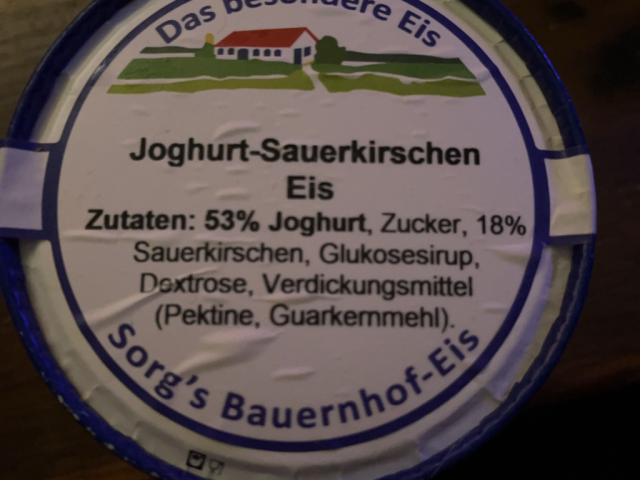 Das besondere Eis
Joghurt-Sauerkirschen
Eis
Zutaten: 53% Joghurt, Zucker, 18%
Sauerkirschen, Glukosesirup,
Dextrose, Verdickungsmittel
(Pektine, Guarkernmehl).
Sorg's Bauernhof-Eis